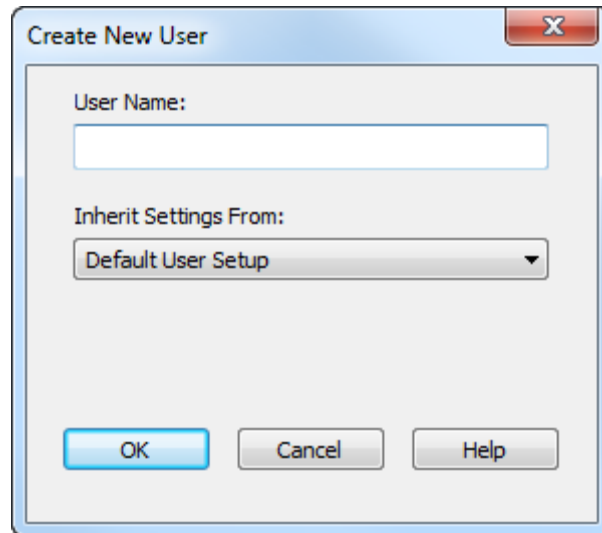 Create New User
User Name:
Inherit Settings From:
Default User Setup
OK Cancel Help